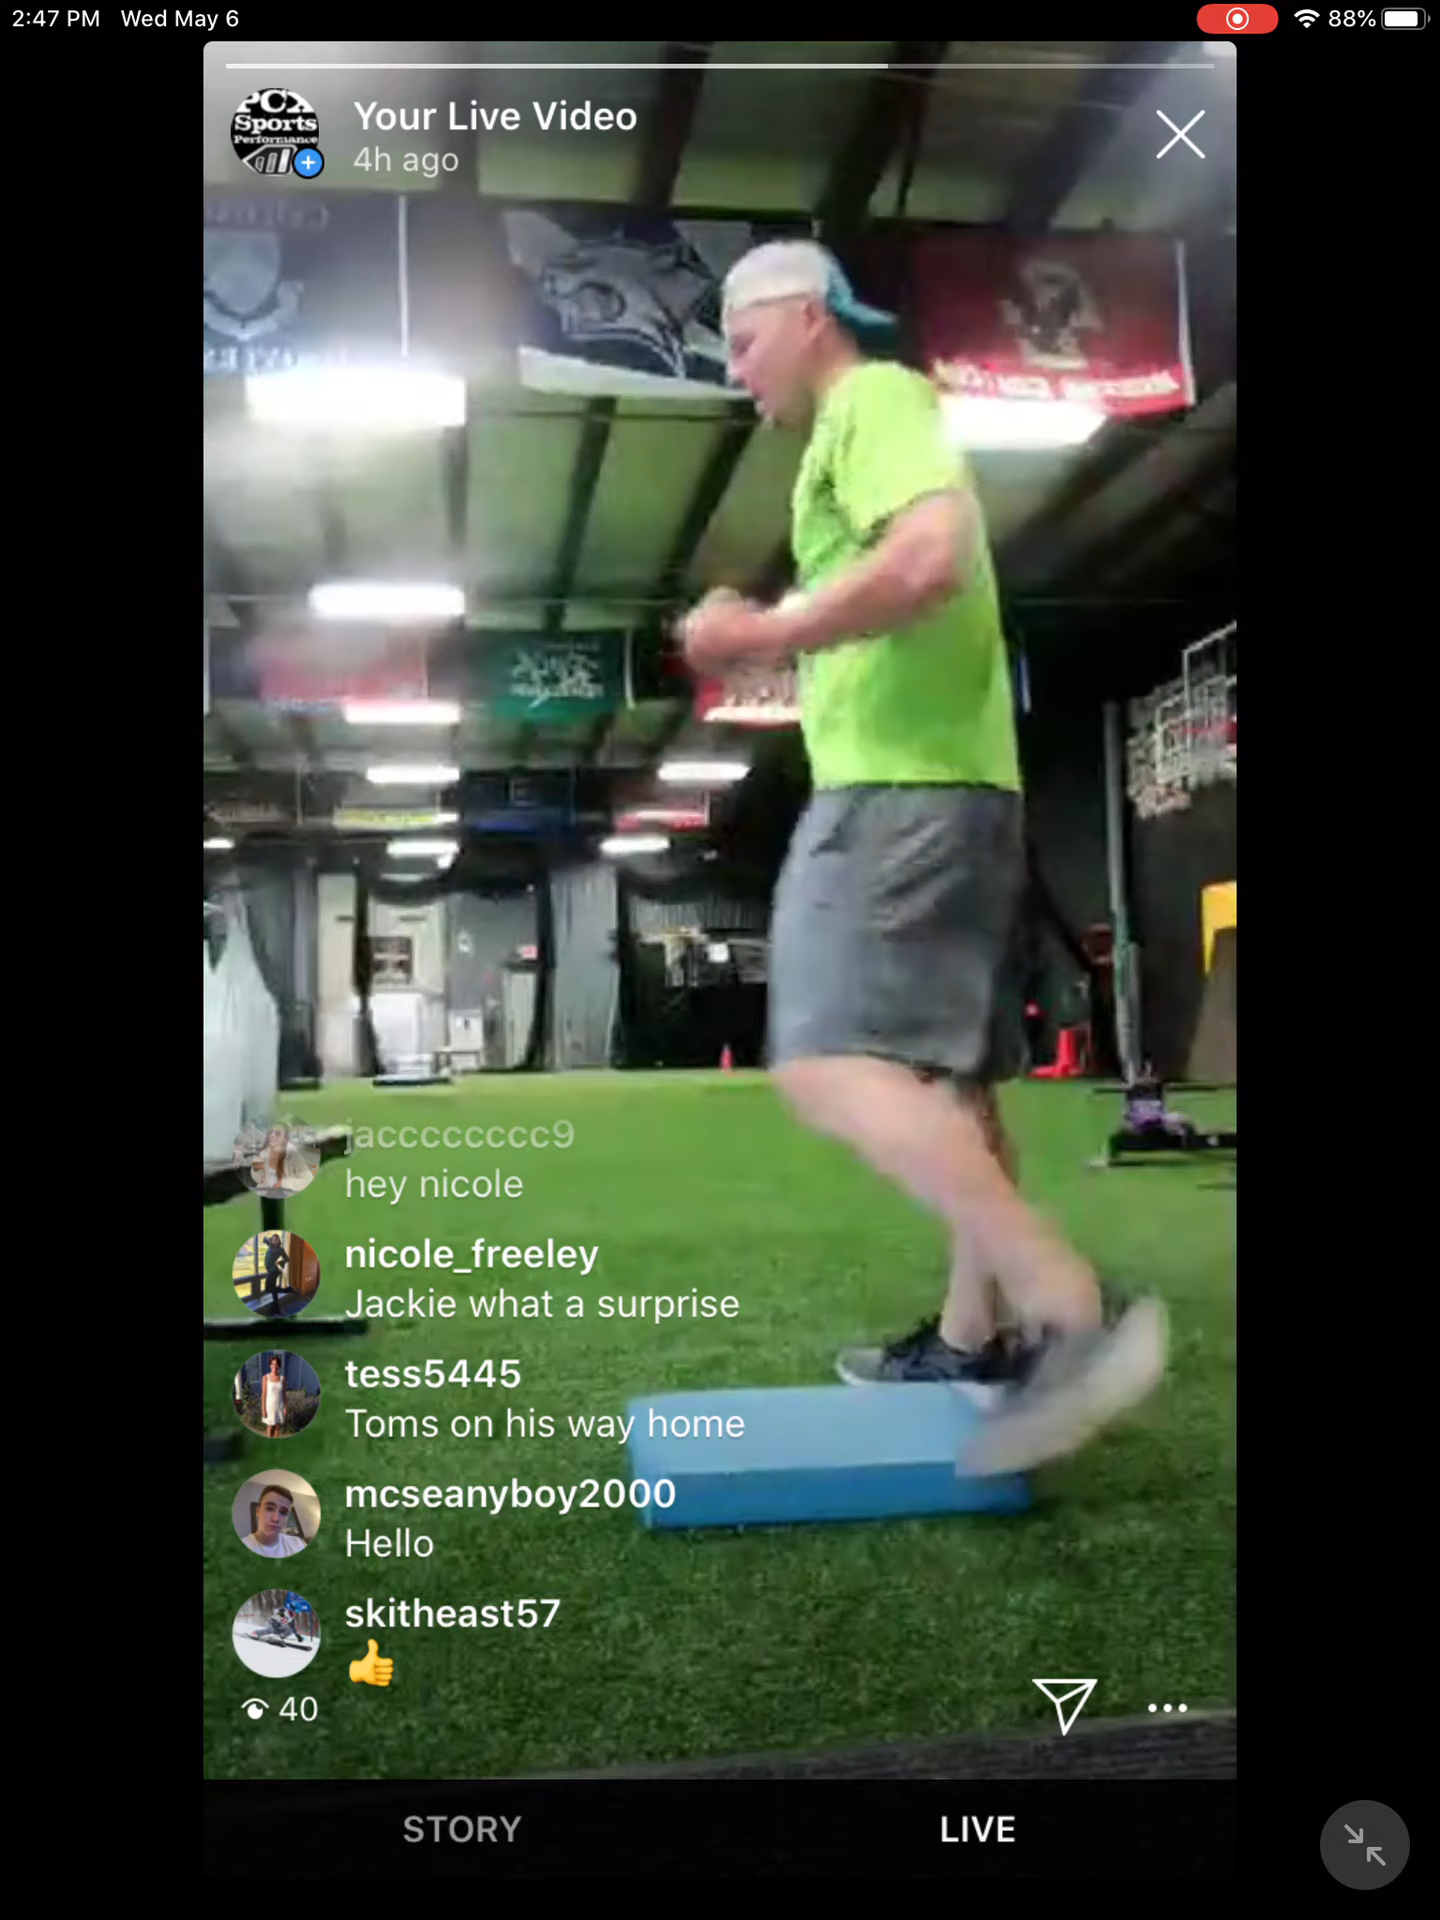 2:47 PM Wed May 6
88%
PCX
Sports
Performance
Your Live Video
4h ago
jacccccccc9
hey nicole
nicole_freeley
Jackie what a surprise
tess5445
Toms on his way home
mcseanyboy2000
Hello
skitheast57
👍
40
STORY
LIVE